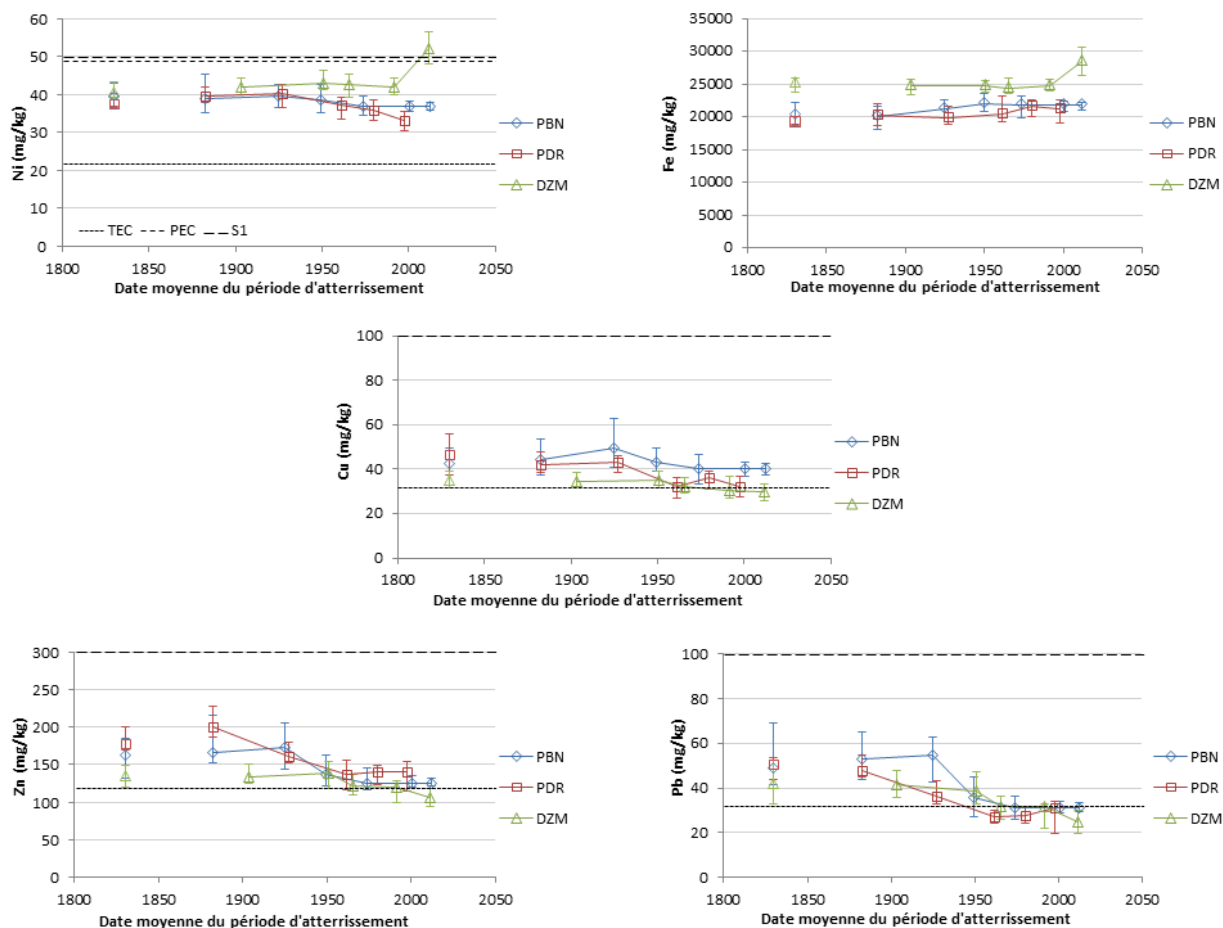 60
50
40
30
20
10
0
Ni (mg/kg)
TEC PEC S1
1800 1850 1900 1950 2000 2050
Date moyenne du période d'atterrissement
PBN
PDR
DZM
35000
30000
25000
20000
15000
10000
5000
0
Fe (mg/kg)
1800 1850 1900 1950 2000 2050
Date moyenne du période d'atterrissement
PBN
PDR
DZM
100
80
60
40
20
0
Cu (mg/kg)
1800 1850 1900 1950 2000 2050
Date moyenne du période d'atterrissement
PBN
PDR
DZM
300
250
200
150
100
50
0
Zn (mg/kg)
1800 1850 1900 1950 2000 2050
Date moyenne du période d'atterrissement
PBN
PDR
DZM
100
80
60
40
20
0
Pb (mg/kg)
1800 1850 1900 1950 2000 2050
Date moyenne du période d'atterrissement
PBN
PDR
DZM